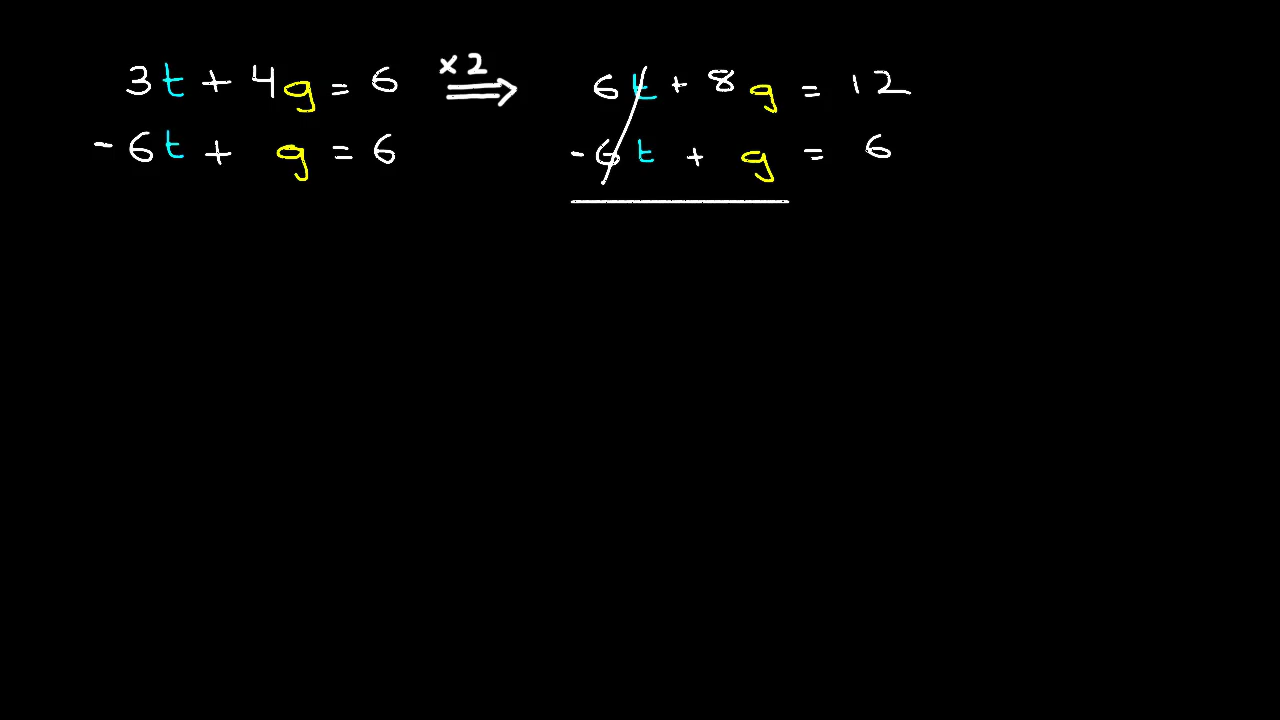 3t + 4g = 6 ×2 ⇒ 6t + 8g = 12
-6t + g = 6 -6t + g = 6